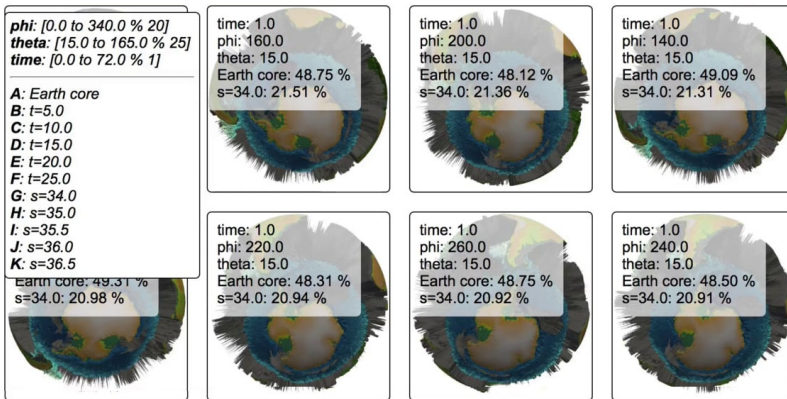 phi: [0.0 to 340.0 % 20]
theta: [15.0 to 165.0 % 25]
time: [0.0 to 72.0 % 1]
A: Earth core
B: t=5.0
C: t=10.0
D: t=15.0
E: t=20.0
F: t=25.0
G: s=34.0
H: s=35.0
I: s=35.5
J: s=36.0
K: s=36.5
Earth core: 49.31 %
s=34.0: 20.98 %
time: 1.0
phi: 160.0
theta: 15.0
Earth core: 48.75 %
s=34.0: 21.51 %
time: 1.0
phi: 200.0
theta: 15.0
Earth core: 48.12 %
s=34.0: 21.36 %
time: 1.0
phi: 140.0
theta: 15.0
Earth core: 49.09 %
s=34.0: 21.31 %
time: 1.0
phi: 220.0
theta: 15.0
Earth core: 48.31 %
s=34.0: 20.94 %
time: 1.0
phi: 260.0
theta: 15.0
Earth core: 48.75 %
s=34.0: 20.92 %
time: 1.0
phi: 240.0
theta: 15.0
Earth core: 48.50 %
s=34.0: 20.91 %